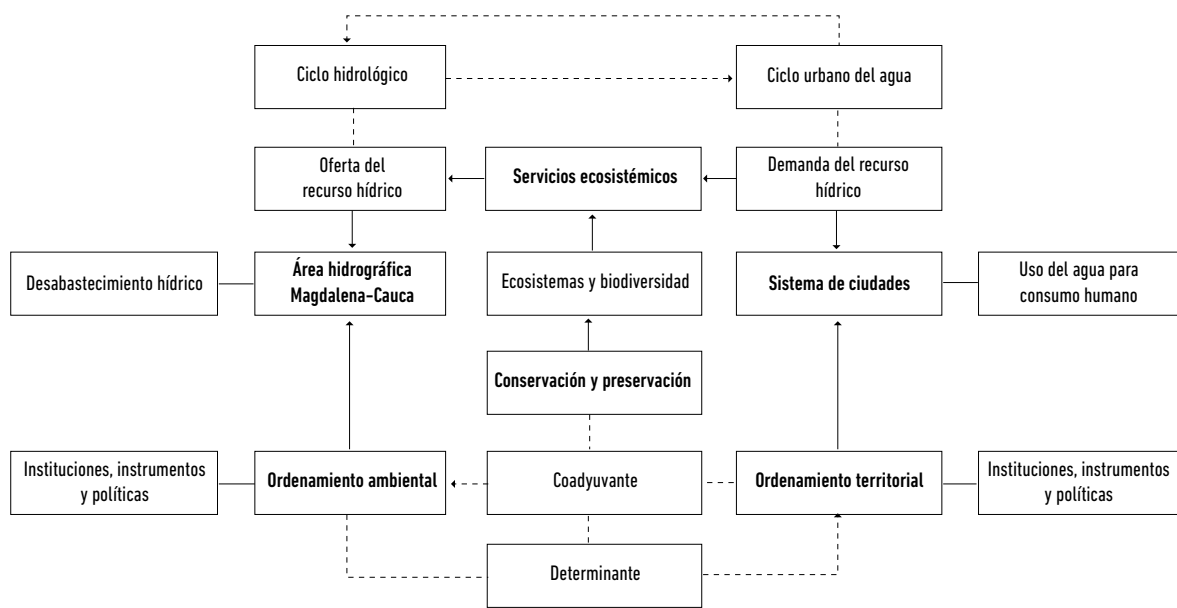 Ciclo hidrológico
Ciclo urbano del agua
Oferta del
recurso hídrico
Servicios ecosistémicos
Demanda del recurso
hídrico
Desabastecimiento hídrico
Área hidrográfica
Magdalena-Cauca
Ecosistemas y biodiversidad
Sistema de ciudades
Uso del agua para
consumo humano
Conservación y preservación
Instituciones, instrumentos
y políticas
Ordenamiento ambiental
Coadyuvante
Ordenamiento territorial
Instituciones, instrumentos
y políticas
Determinante